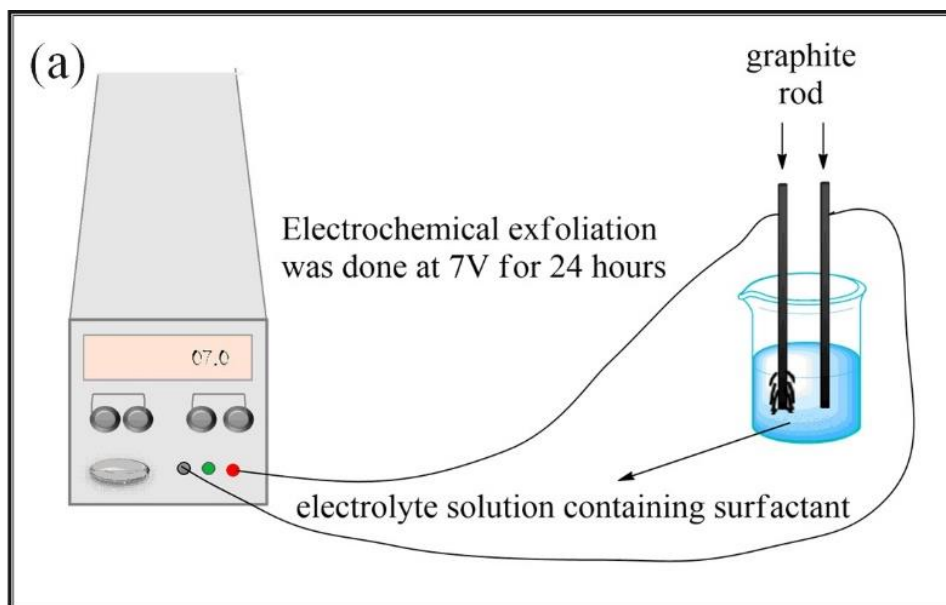 (a)
graphite
rod
Electrochemical exfoliation
was done at 7V for 24 hours
07.0
electrolyte solution containing surfactant